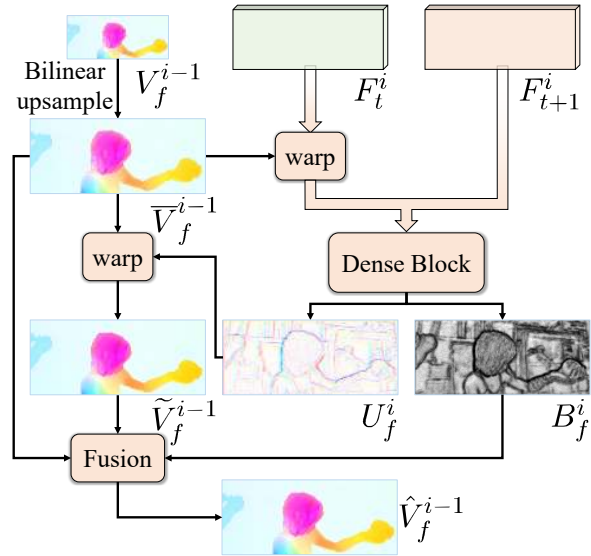 Bilinear
upsample
$V_f^{i-1}$
$F_t^i$
$F_{t+1}^i$
warp
$\overline{V}_f^{i-1}$
warp
Dense Block
$\widetilde{V}_f^{i-1}$
$U_f^i$
$B_f^i$
Fusion
$\hat{V}_f^{i-1}$